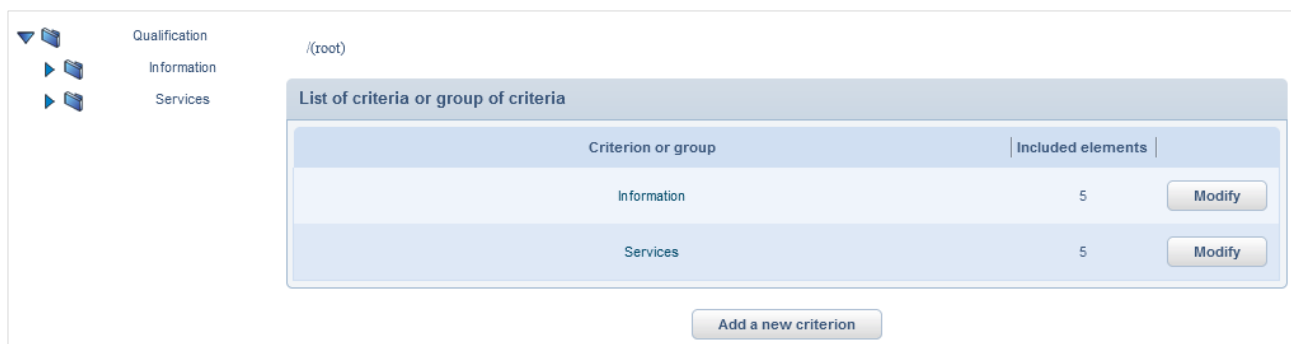 Qualification
Information
Services
/(root)
List of criteria or group of criteria
Criterion or group Included elements
Information 5 Modify
Services 5 Modify
Add a new criterion